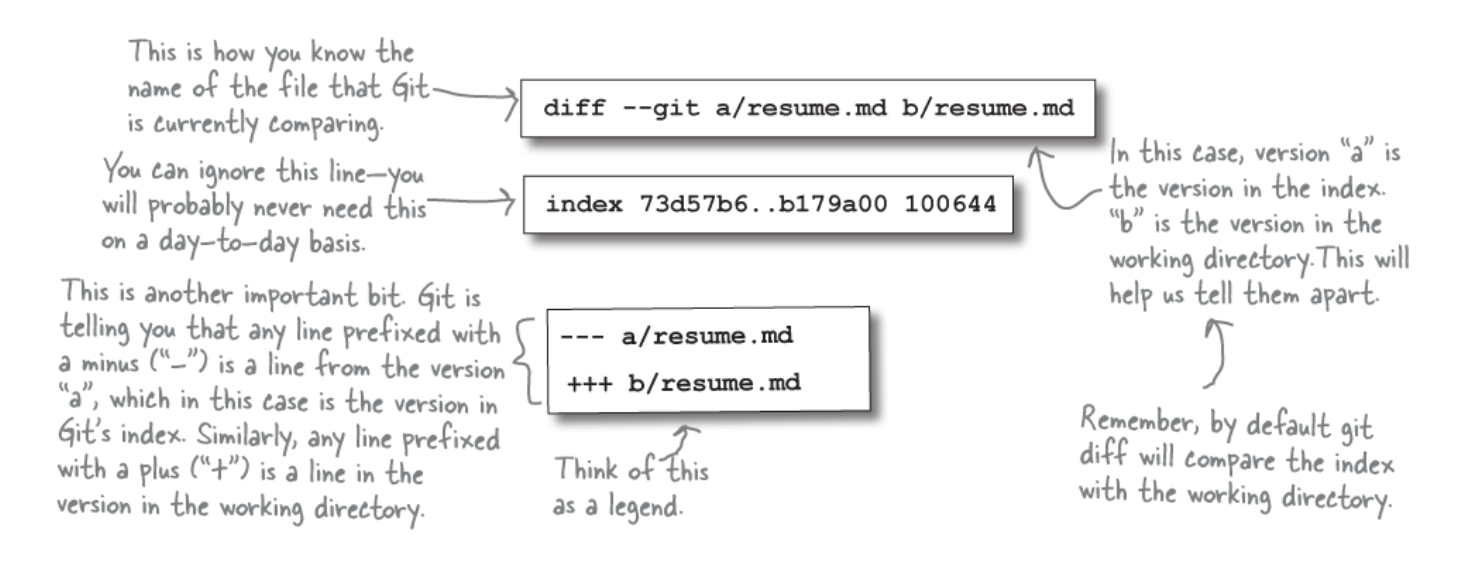 This is how you know the
name of the file that Git
is currently comparing.
diff --git a/resume.md b/resume.md
You can ignore this line—you
will probably never need this
on a day-to-day basis.
index 73d57b6..b179a00 100644
In this case, version “a” is
the version in the index.
“b” is the version in the
working directory. This will
help us tell them apart.
This is another important bit. Git is
telling you that any line prefixed with
a minus (“-”) is a line from the version
“a”, which in this case is the version in
Git’s index. Similarly, any line prefixed
with a plus (“+”) is a line in the
version in the working directory.
--- a/resume.md
+++ b/resume.md
Think of this
as a legend.
Remember, by default git
diff will compare the index
with the working directory.